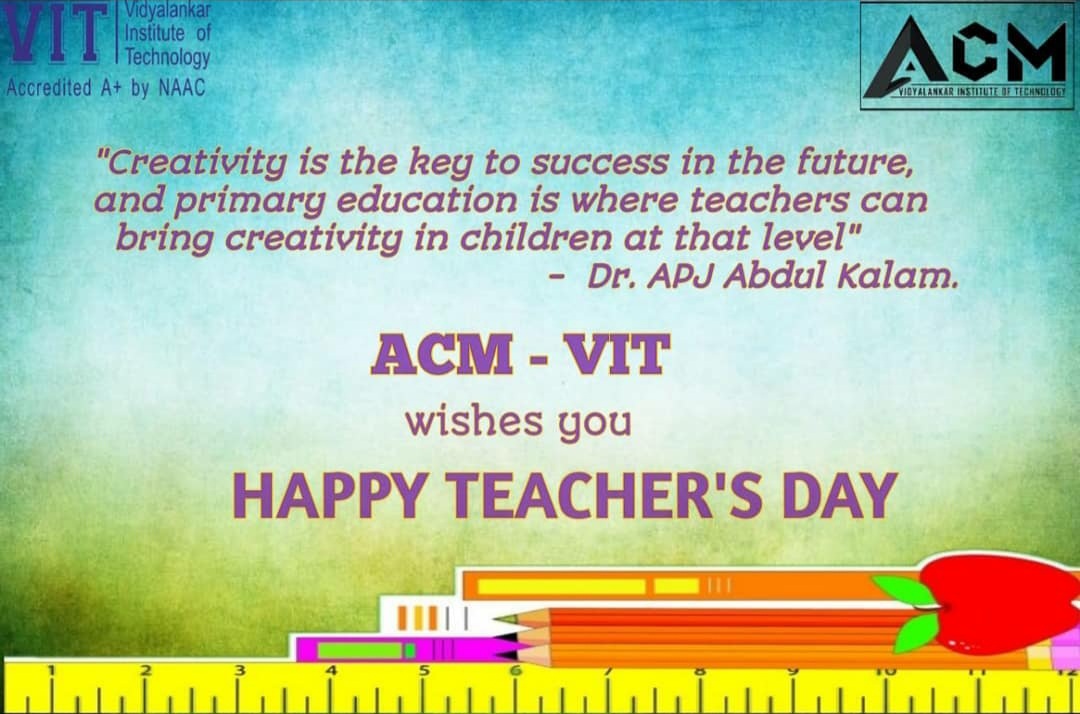 VIT
Vidyalankar
Institute of
Technology
Accredited A+ by NAAC
ACM
VIDYALANKAR INSTITUTE OF TECHNOLOGY
"Creativity is the key to success in the future,
and primary education is where teachers can
bring creativity in children at that level"
- Dr. APJ Abdul Kalam.
ACM - VIT
wishes you
HAPPY TEACHER'S DAY
1 2 3 4 5 6 7 8 9 10 11 12